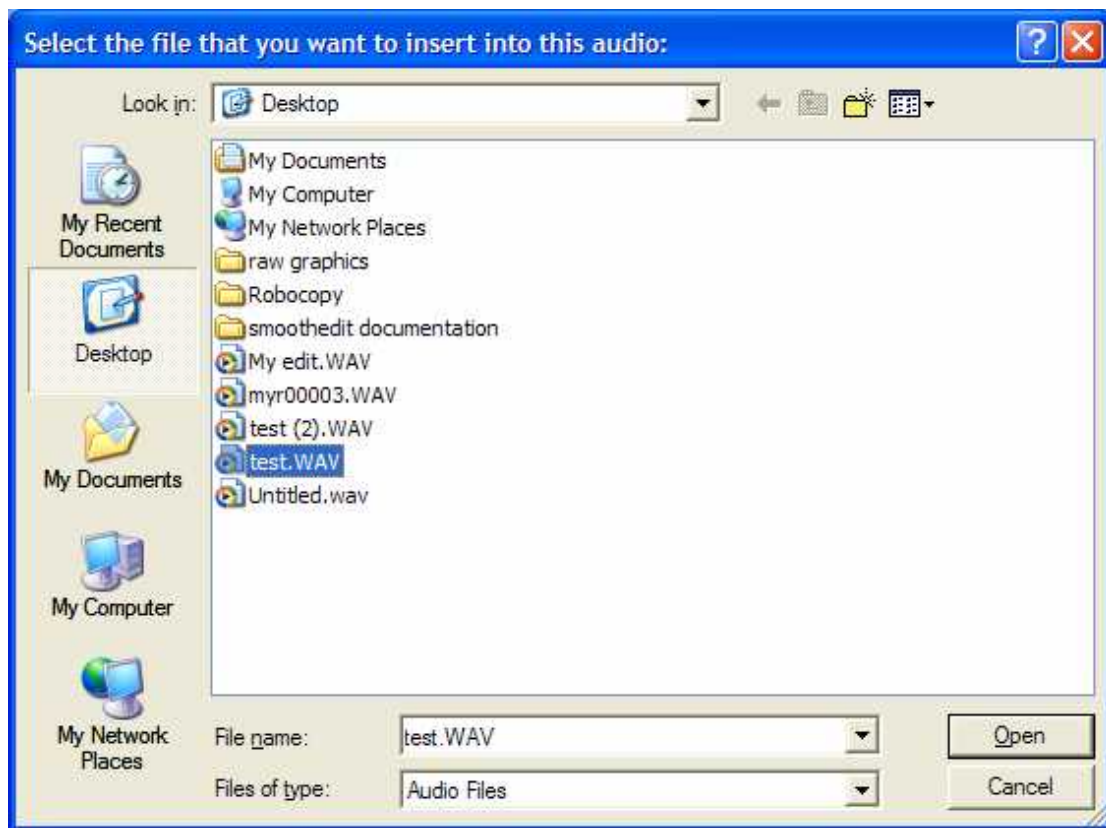 Select the file that you want to insert into this audio:
Look in:
Desktop
My Recent
Documents
Desktop
My Documents
My Computer
My Network
Places
My Documents
My Computer
My Network Places
raw graphics
Robocopy
smoothedit documentation
My edit.WAV
myr00003.WAV
test (2).WAV
test.WAV
Untitled.wav
File name:
test.WAV
Open
Files of type:
Audio Files
Cancel